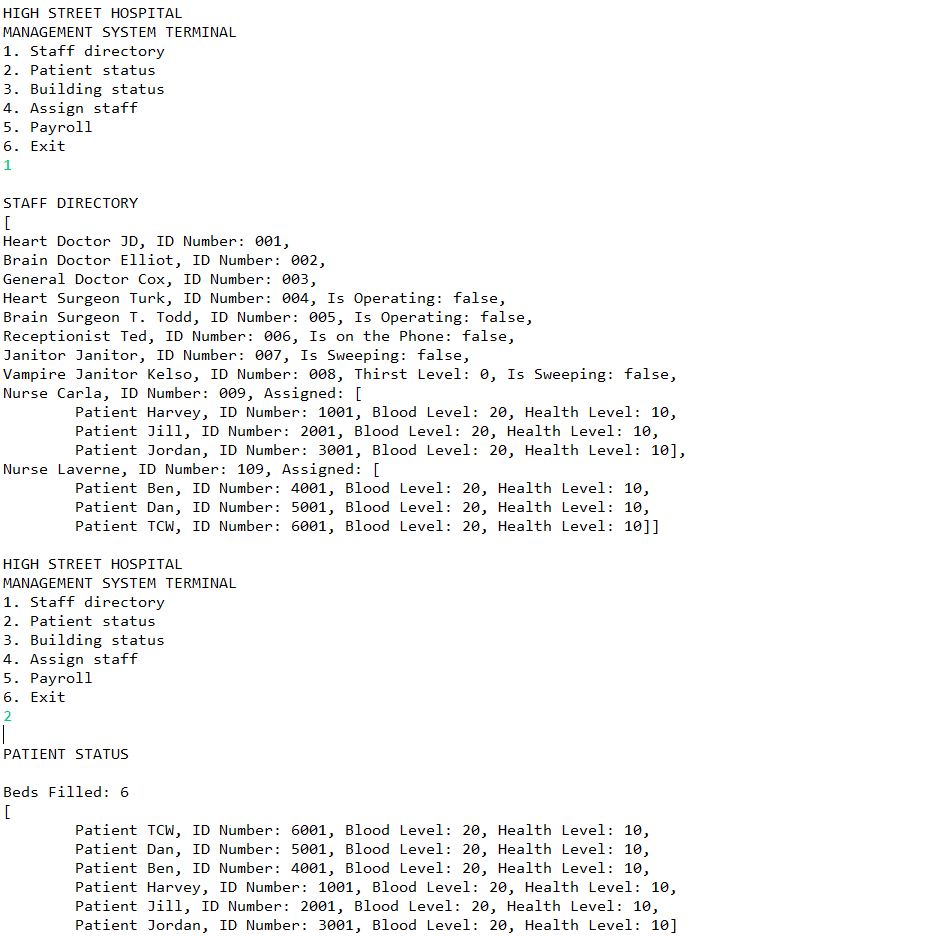 HIGH STREET HOSPITAL
MANAGEMENT SYSTEM TERMINAL
1. Staff directory
2. Patient status
3. Building status
4. Assign staff
5. Payroll
6. Exit
1
STAFF DIRECTORY
[
Heart Doctor JD, ID Number: 001,
Brain Doctor Elliot, ID Number: 002,
General Doctor Cox, ID Number: 003,
Heart Surgeon Turk, ID Number: 004, Is Operating: false,
Brain Surgeon T. Todd, ID Number: 005, Is Operating: false,
Receptionist Ted, ID Number: 006, Is on the Phone: false,
Janitor Janitor, ID Number: 007, Is Sweeping: false,
Vampire Janitor Kelso, ID Number: 008, Thirst Level: 0, Is Sweeping: false,
Nurse Carla, ID Number: 009, Assigned: [
Patient Harvey, ID Number: 1001, Blood Level: 20, Health Level: 10,
Patient Jill, ID Number: 2001, Blood Level: 20, Health Level: 10,
Patient Jordan, ID Number: 3001, Blood Level: 20, Health Level: 10],
Nurse Laverne, ID Number: 109, Assigned: [
Patient Ben, ID Number: 4001, Blood Level: 20, Health Level: 10,
Patient Dan, ID Number: 5001, Blood Level: 20, Health Level: 10,
Patient TCW, ID Number: 6001, Blood Level: 20, Health Level: 10]]
HIGH STREET HOSPITAL
MANAGEMENT SYSTEM TERMINAL
1. Staff directory
2. Patient status
3. Building status
4. Assign staff
5. Payroll
6. Exit
2
PATIENT STATUS
Beds Filled: 6
[
Patient TCW, ID Number: 6001, Blood Level: 20, Health Level: 10,
Patient Dan, ID Number: 5001, Blood Level: 20, Health Level: 10,
Patient Ben, ID Number: 4001, Blood Level: 20, Health Level: 10,
Patient Harvey, ID Number: 1001, Blood Level: 20, Health Level: 10,
Patient Jill, ID Number: 2001, Blood Level: 20, Health Level: 10,
Patient Jordan, ID Number: 3001, Blood Level: 20, Health Level: 10]